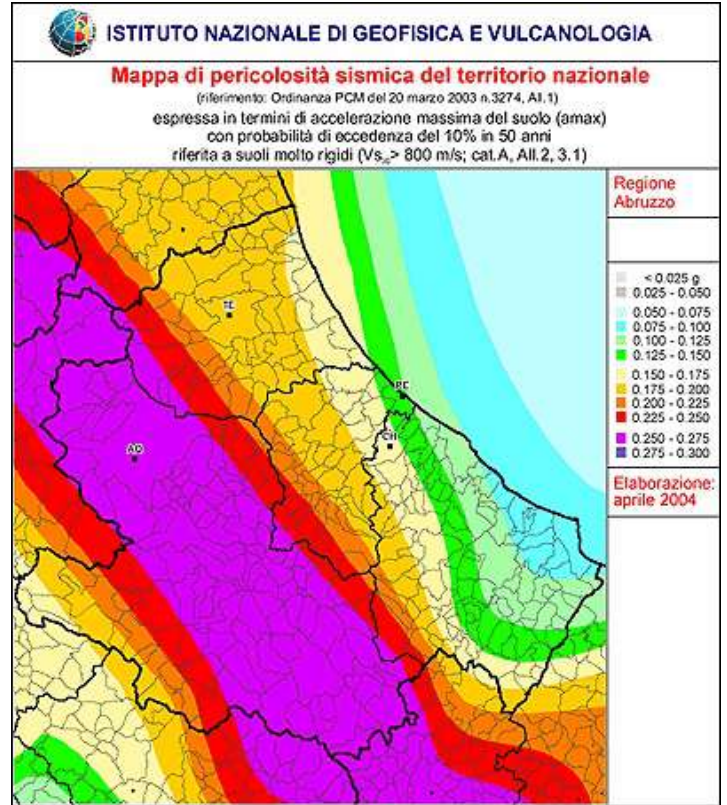 ISTITUTO NAZIONALE DI GEOFISICA E VULCANOLOGIA
Mappa di pericolosità sismica del territorio nazionale
(riferimento: Ordinanza PCM del 20 marzo 2003 n.3274, All.1)
espressa in termini di accelerazione massima del suolo (amax)
con probabilità di eccedenza del 10% in 50 anni
riferita a suoli molto rigidi (Vs₃₀> 800 m/s; cat.A, All.2, 3.1)
Regione
Abruzzo
< 0.025 g
0.025 - 0.050
0.050 - 0.075
0.075 - 0.100
0.100 - 0.125
0.125 - 0.150
0.150 - 0.175
0.175 - 0.200
0.200 - 0.225
0.225 - 0.250
0.250 - 0.275
0.275 - 0.300
Elaborazione:
aprile 2004
TE
PE
CH
AQ